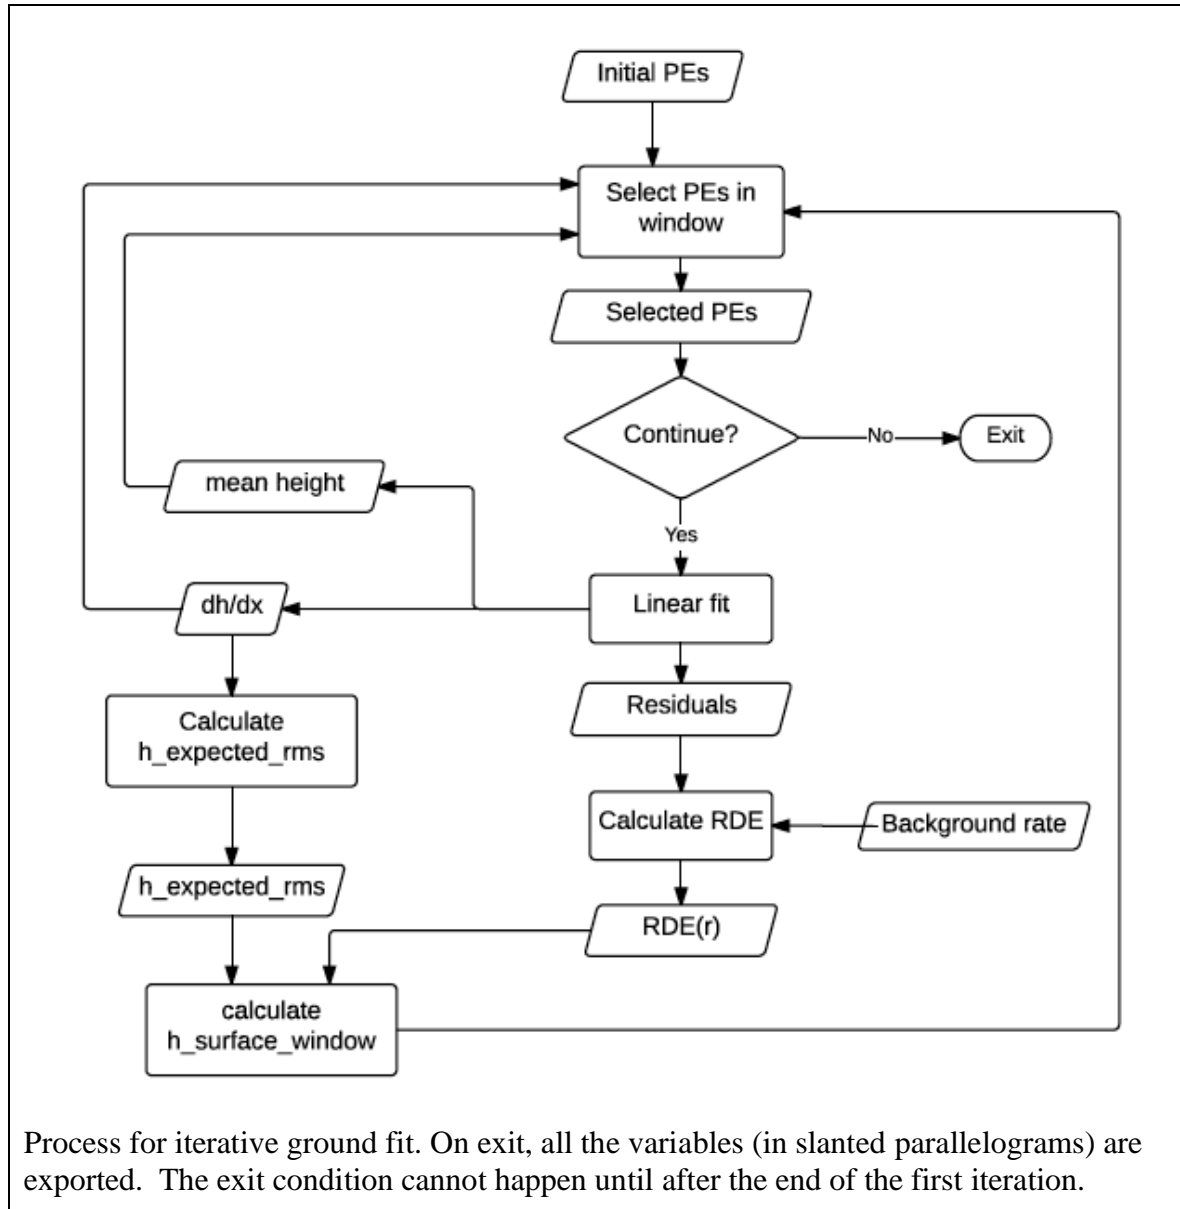 Initial PEs
Select PEs in
window
Selected PEs
Continue?
No
Exit
mean height
Yes
dh/dx
Linear fit
Residuals
Calculate
h_expected_rms
Calculate RDE
Background rate
h_expected_rms
RDE(r)
calculate
h_surface_window
Process for iterative ground fit. On exit, all the variables (in slanted parallelograms) are
exported.  The exit condition cannot happen until after the end of the first iteration.